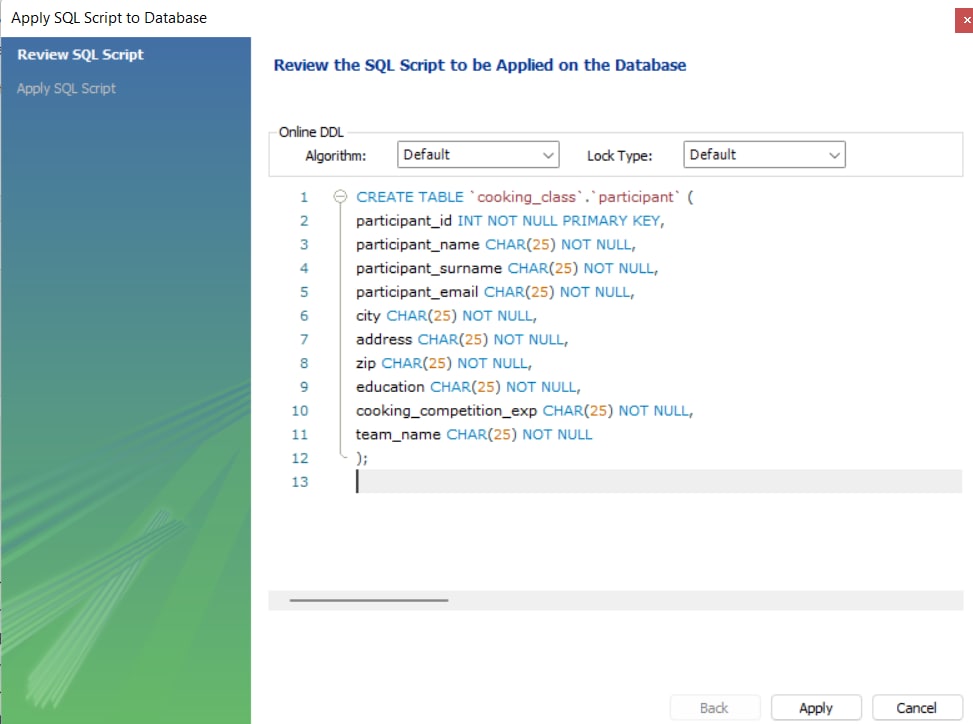 Apply SQL Script to Database
Review SQL Script
Apply SQL Script
Review the SQL Script to be Applied on the Database
Online DDL
Algorithm: Default Lock Type: Default
1 CREATE TABLE `cooking_class`.`participant` (
2 participant_id INT NOT NULL PRIMARY KEY,
3 participant_name CHAR(25) NOT NULL,
4 participant_surname CHAR(25) NOT NULL,
5 participant_email CHAR(25) NOT NULL,
6 city CHAR(25) NOT NULL,
7 address CHAR(25) NOT NULL,
8 zip CHAR(25) NOT NULL,
9 education CHAR(25) NOT NULL,
10 cooking_competition_exp CHAR(25) NOT NULL,
11 team_name CHAR(25) NOT NULL
12 );
13
Back Apply Cancel